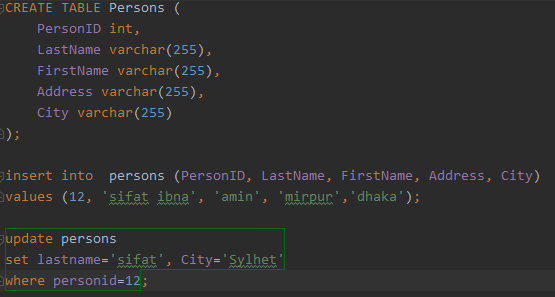 CREATE TABLE Persons (
    PersonID int,
    LastName varchar(255),
    FirstName varchar(255),
    Address varchar(255),
    City varchar(255)
);
insert into  persons (PersonID, LastName, FirstName, Address, City)
values (12, 'sifat ibna', 'amin', 'mirpur','dhaka');
update persons
set lastname='sifat', City='Sylhet'
where personid=12;